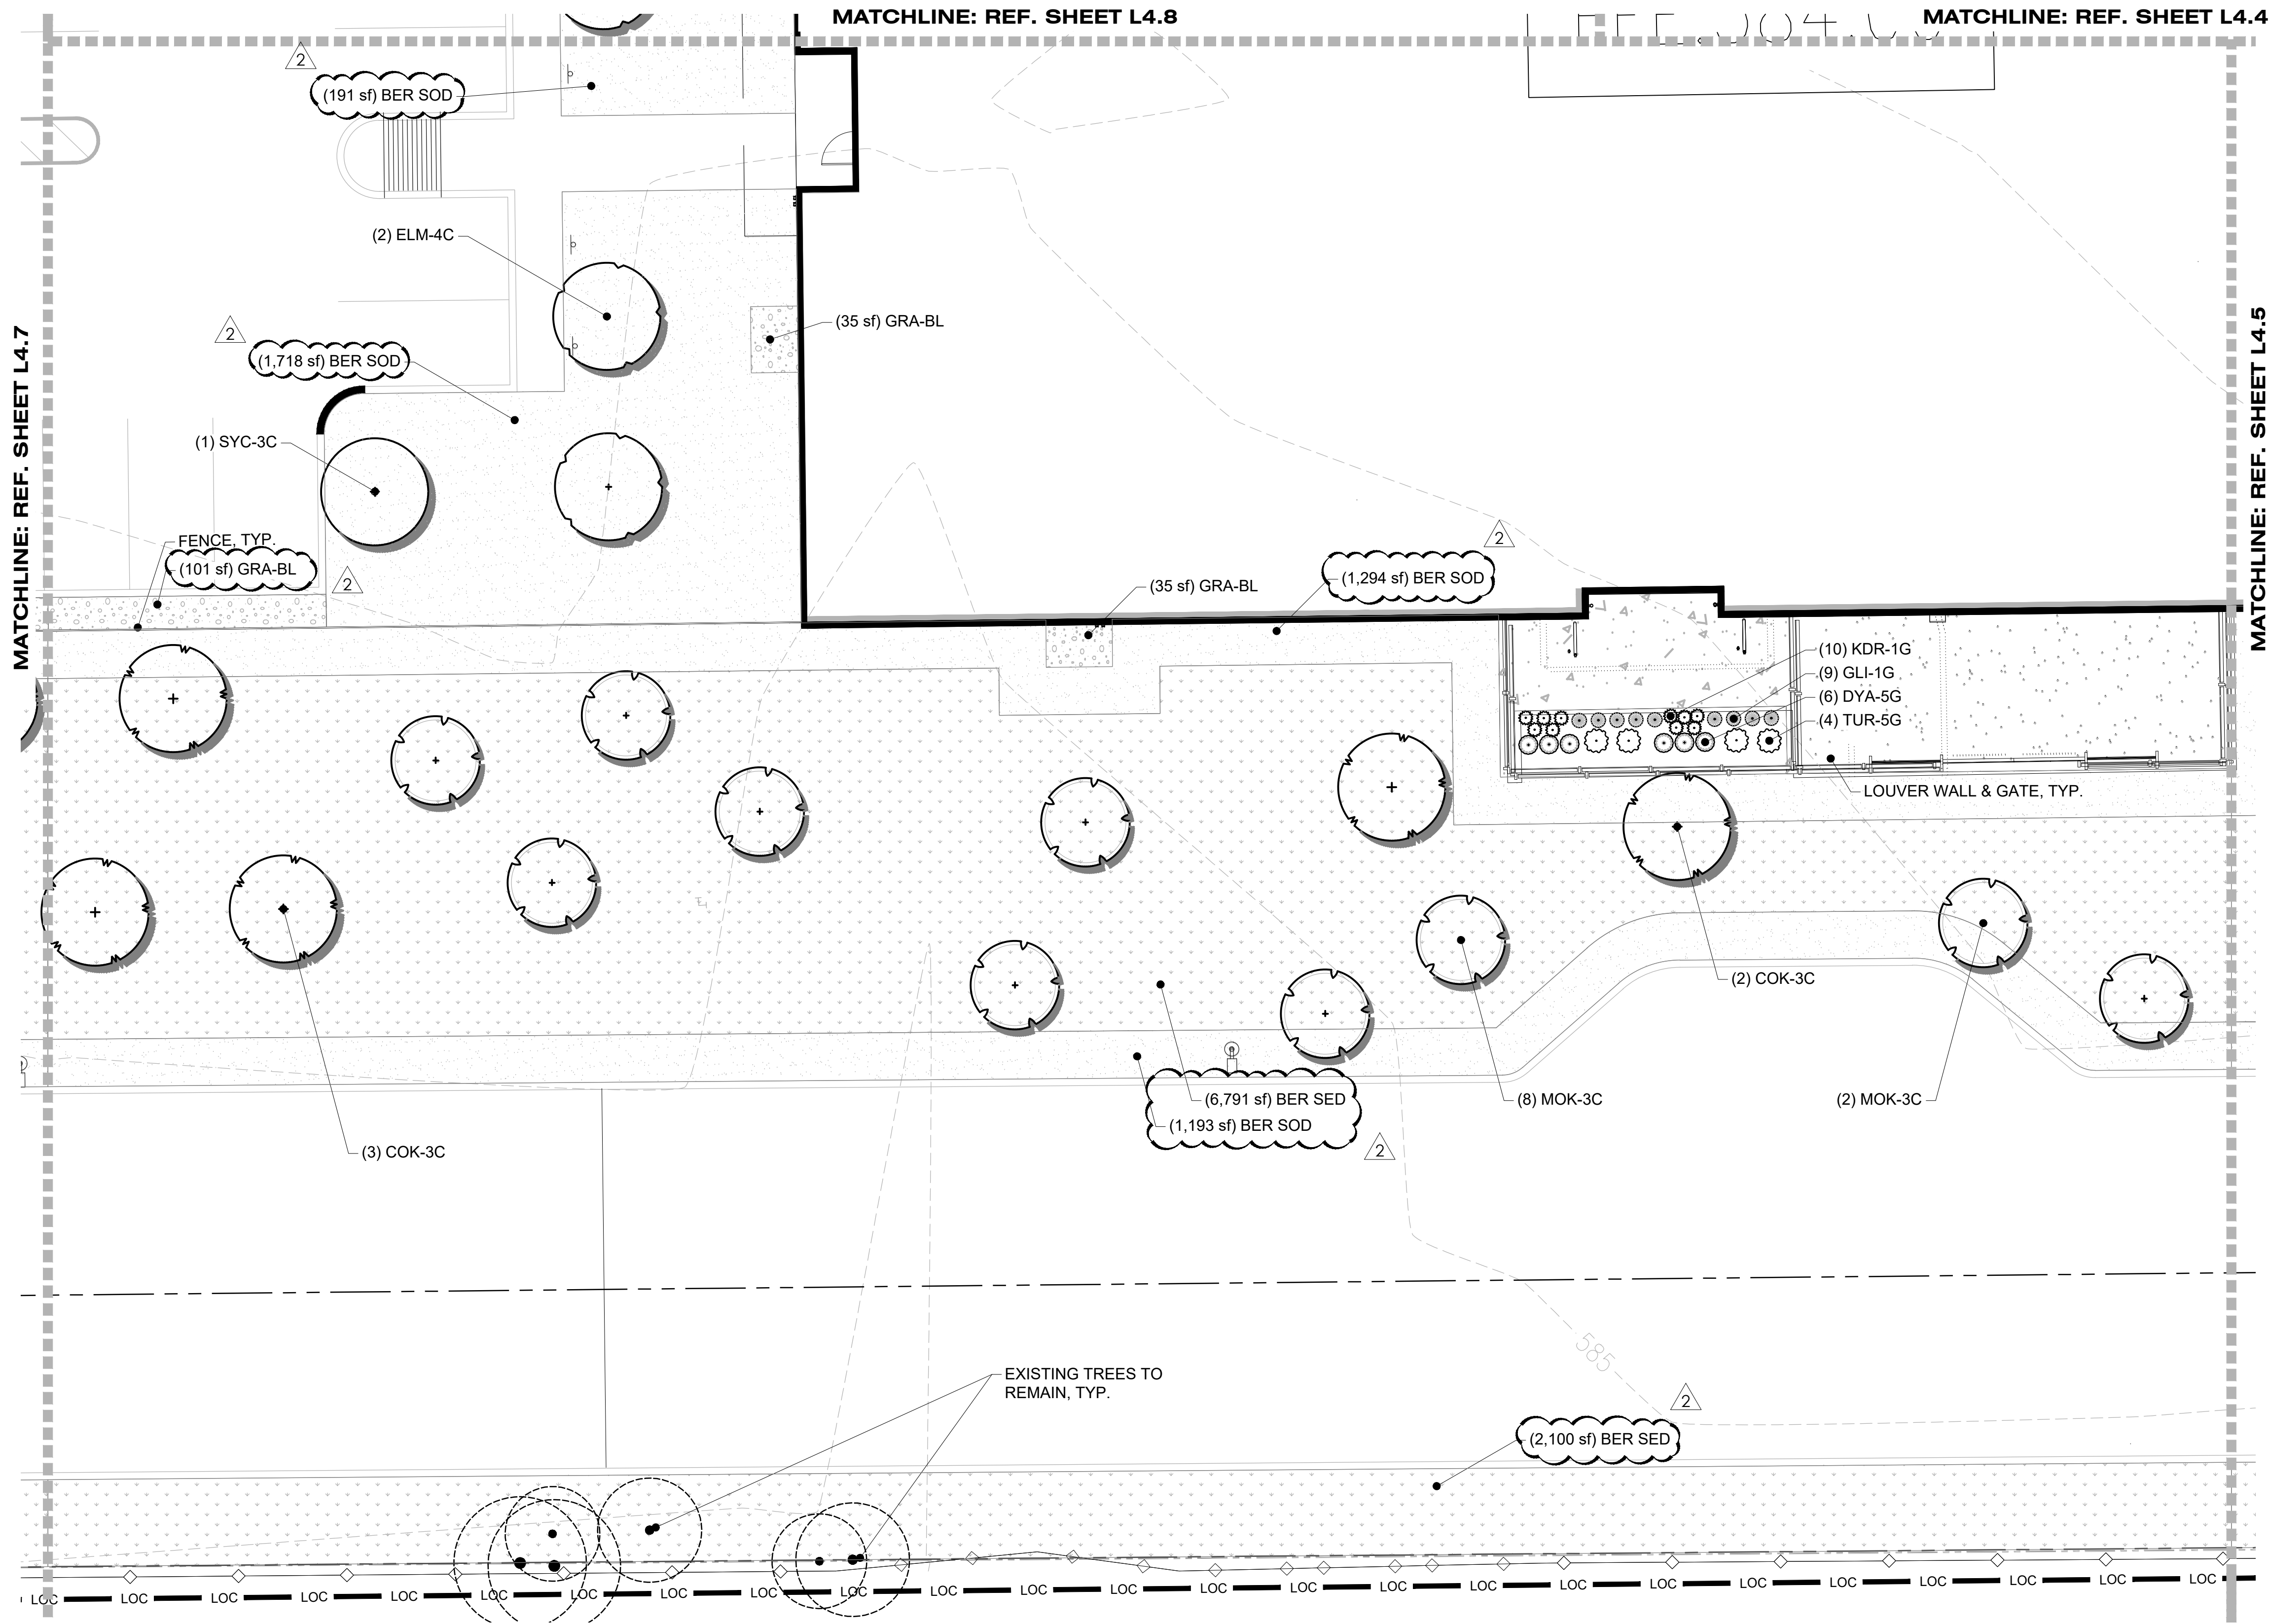 MATCHLINE: REF. SHEET L4.8
MATCHLINE: REF. SHEET L4.4
2
(191 sf) BER SOD
(2) ELM-4C
(35 sf) GRA-BL
2
(1,718 sf) BER SOD
(1) SYC-3C
MATCHLINE: REF. SHEET L4.7
MATCHLINE: REF. SHEET L4.5
FENCE, TYP.
(101 sf) GRA-BL
2
2
(35 sf) GRA-BL
(1,294 sf) BER SOD
(10) KDR-1G
(9) GLI-1G
(6) DYA-5G
(4) TUR-5G
LOUVER WALL & GATE, TYP.
(2) COK-3C
(6,791 sf) BER SED
(1,193 sf) BER SOD
2
(8) MOK-3C
(2) MOK-3C
(3) COK-3C
585
EXISTING TREES TO
REMAIN, TYP.
2
(2,100 sf) BER SED
LOC LOC LOC LOC LOC LOC LOC LOC LOC LOC LOC LOC LOC LOC LOC LOC LOC LOC LOC LOC LOC LOC LOC LOC LOC